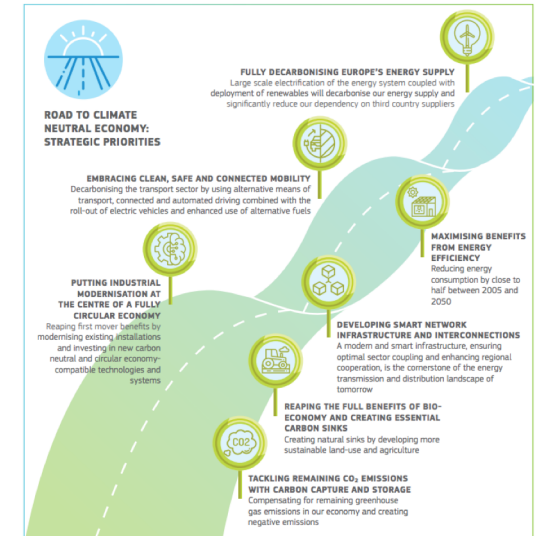 ROAD TO CLIMATE
NEUTRAL ECONOMY:
STRATEGIC PRIORITIES
FULLY DECARBONISING EUROPE'S ENERGY SUPPLY
Large scale electrification of the energy system coupled with
deployment of renewables will decarbonise our energy supply and
significantly reduce our dependency on third country suppliers
EMBRACING CLEAN, SAFE AND CONNECTED MOBILITY
Decarbonising the transport sector by using alternative means of
transport, connected and automated driving combined with the
roll-out of electric vehicles and enhanced use of alternative fuels
MAXIMISING BENEFITS
FROM ENERGY
EFFICIENCY
Reducing energy
consumption by close to
half between 2005 and
2050
PUTTING INDUSTRIAL
MODERNISATION AT
THE CENTRE OF A FULLY
CIRCULAR ECONOMY
Reaping first mover benefits by
modernising existing installations
and investing in new carbon
neutral and circular economy-
compatible technologies and
systems
DEVELOPING SMART NETWORK
INFRASTRUCTURE AND INTERCONNECTIONS
A modern and smart infrastructure, ensuring
optimal sector coupling and enhancing regional
cooperation, is the cornerstone of the energy
transmission and distribution landscape of
tomorrow
REAPING THE FULL BENEFITS OF BIO-
ECONOMY AND CREATING ESSENTIAL
CARBON SINKS
Creating natural sinks by developing more
sustainable land-use and agriculture
CO2
TACKLING REMAINING CO₂ EMISSIONS
WITH CARBON CAPTURE AND STORAGE
Compensating for remaining greenhouse
gas emissions in our economy and creating
negative emissions